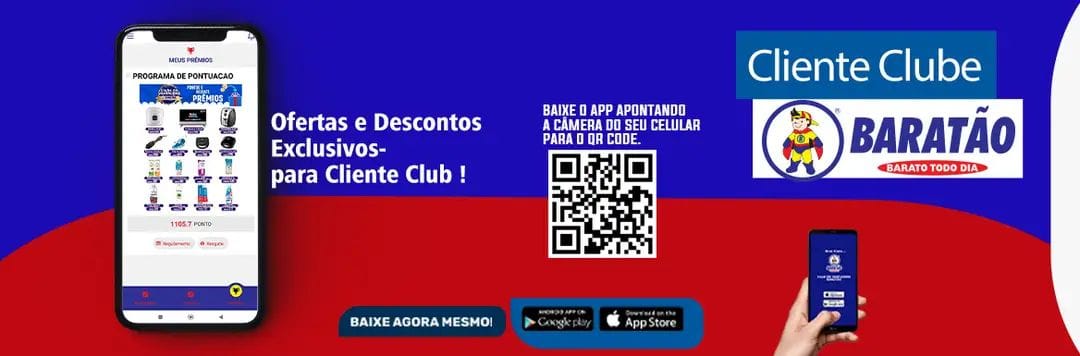 MEUS PRÊMIOS
PROGRAMA DE PONTUACAO
PRÊMIOS
1105.7 PONTO
Regulamento
Resgate
Ofertas e Descontos
Exclusivos-
para Cliente Club !
BAIXE O APP APONTANDO
A CÂMERA DO SEU CELULAR
PARA O QR CODE.
Cliente Clube
®
BARATÃO
BARATO TODO DIA
BAIXE AGORA MESMO!
ANDROID APP ON
Google play
Download on the
App Store